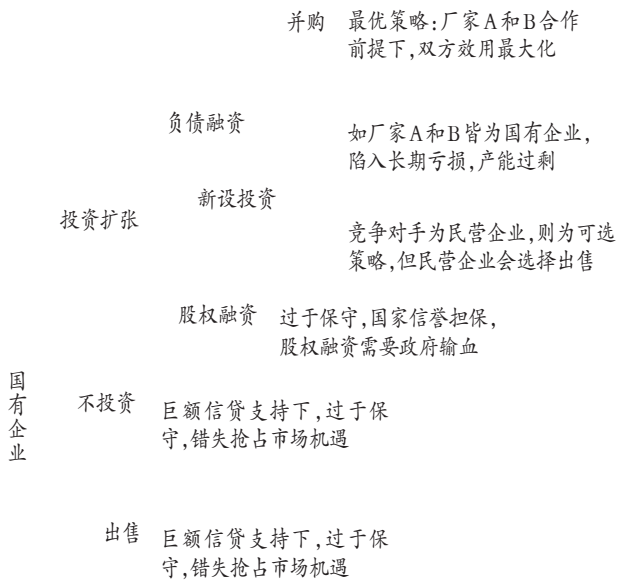 并购
最优策略:厂家A和B合作
前提下,双方效用最大化
负债融资
如厂家A和B皆为国有企业,
陷入长期亏损,产能过剩
新设投资
投资扩张
竞争对手为民营企业,则为可选
策略,但民营企业会选择出售
股权融资
过于保守,国家信誉担保,
股权融资需要政府输血
国有企业
不投资
巨额信贷支持下,过于保
守,错失抢占市场机遇
出售
巨额信贷支持下,过于保
守,错失抢占市场机遇